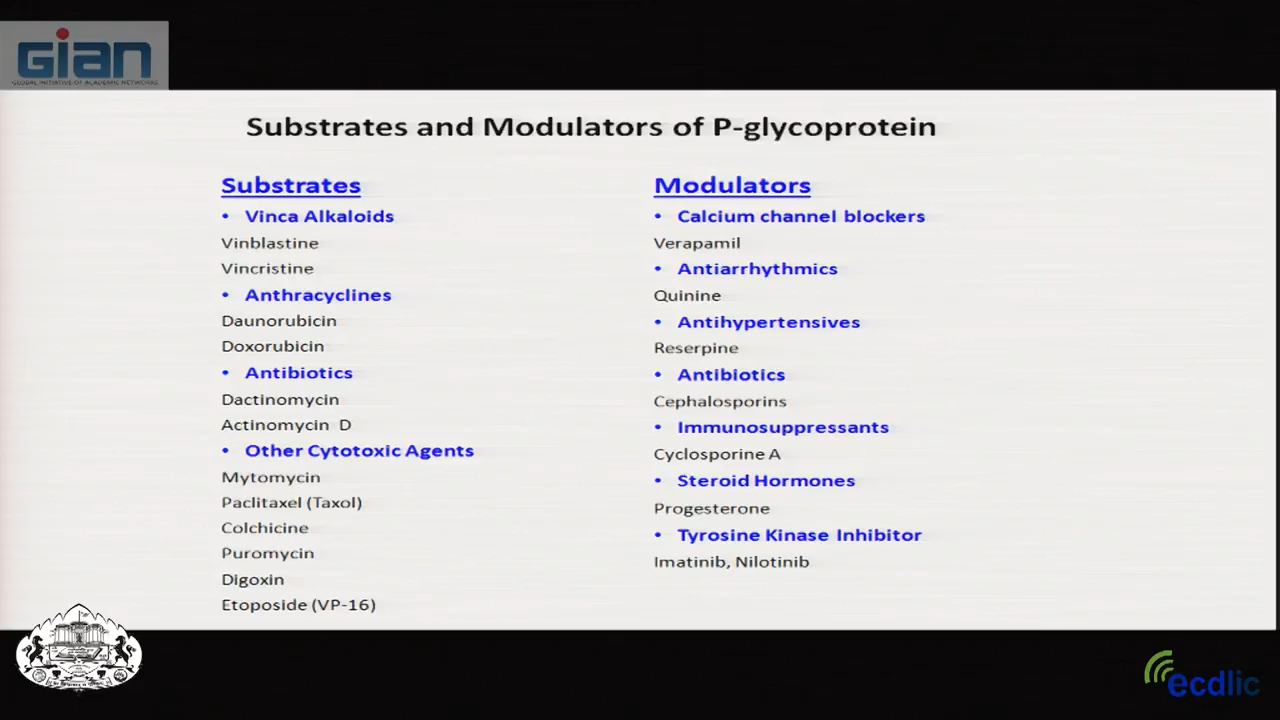 GIAN
GLOBAL INITIATIVE OF ACADEMIC NETWORKS
Substrates and Modulators of P-glycoprotein
Substrates
• Vinca Alkaloids
Vinblastine
Vincristine
• Anthracyclines
Daunorubicin
Doxorubicin
• Antibiotics
Dactinomycin
Actinomycin D
• Other Cytotoxic Agents
Mytomycin
Paclitaxel (Taxol)
Colchicine
Puromycin
Digoxin
Etoposide (VP-16)
Modulators
• Calcium channel blockers
Verapamil
• Antiarrhythmics
Quinine
• Antihypertensives
Reserpine
• Antibiotics
Cephalosporins
• Immunosuppressants
Cyclosporine A
• Steroid Hormones
Progesterone
• Tyrosine Kinase Inhibitor
Imatinib, Nilotinib
ecdlic